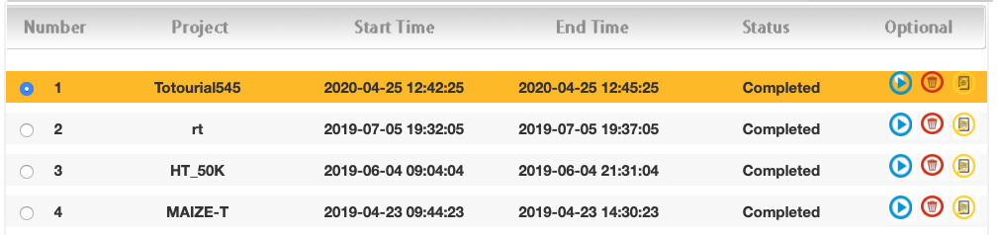 Number Project Start Time End Time Status Optional
1 Totourial545 2020-04-25 12:42:25 2020-04-25 12:45:25 Completed
2 rt 2019-07-05 19:32:05 2019-07-05 19:37:05 Completed
3 HT_50K 2019-06-04 09:04:04 2019-06-04 21:31:04 Completed
4 MAIZE-T 2019-04-23 09:44:23 2019-04-23 14:30:23 Completed